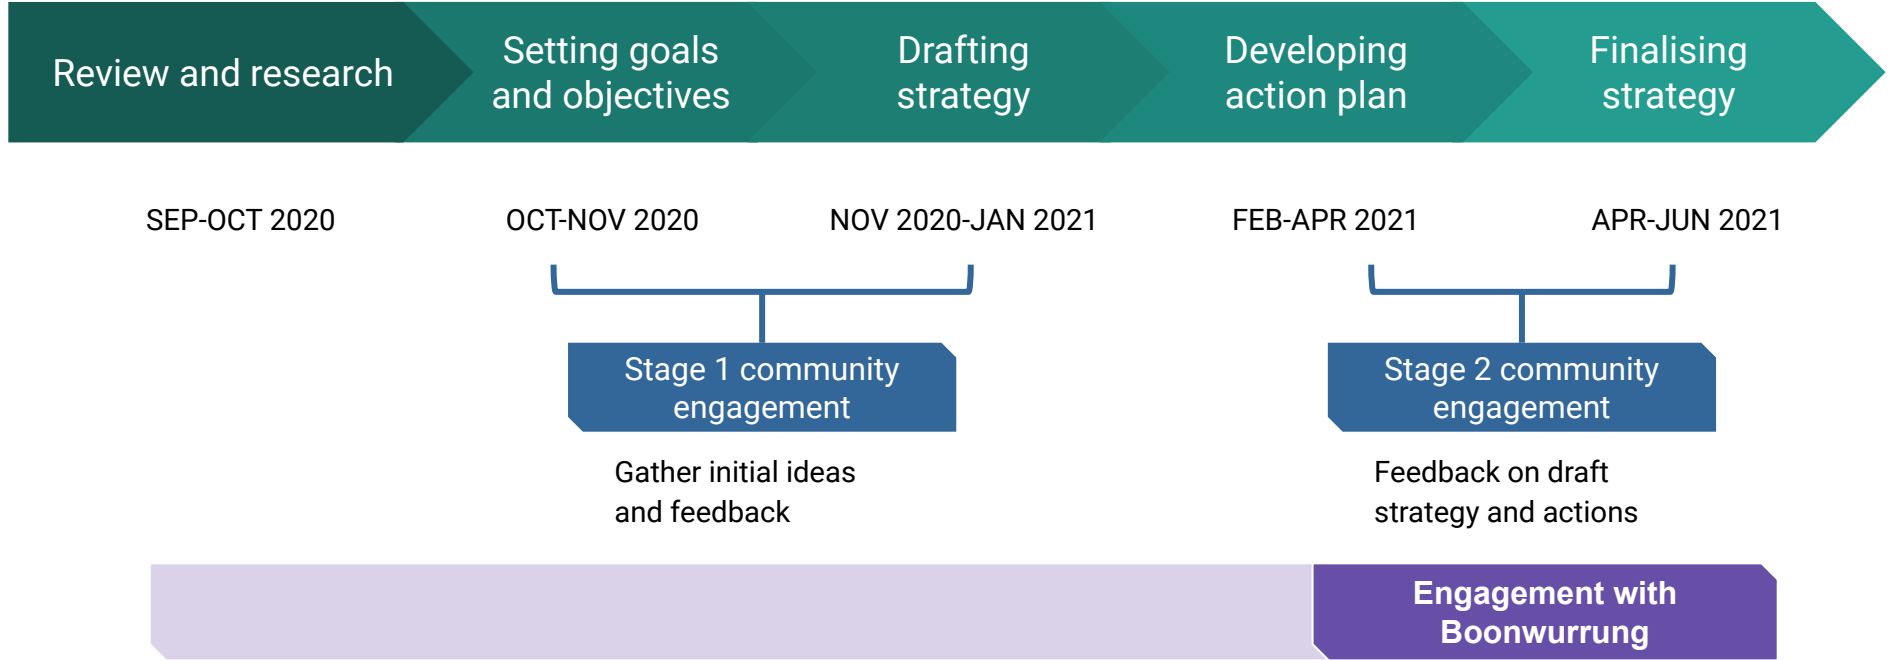 Review and research
Setting goals
and objectives
Drafting
strategy
Developing
action plan
Finalising
strategy
SEP-OCT 2020
OCT-NOV 2020
NOV 2020-JAN 2021
FEB-APR 2021
APR-JUN 2021
Stage 1 community
engagement
Gather initial ideas
and feedback
Stage 2 community
engagement
Feedback on draft
strategy and actions
Engagement with
Boonwurrung